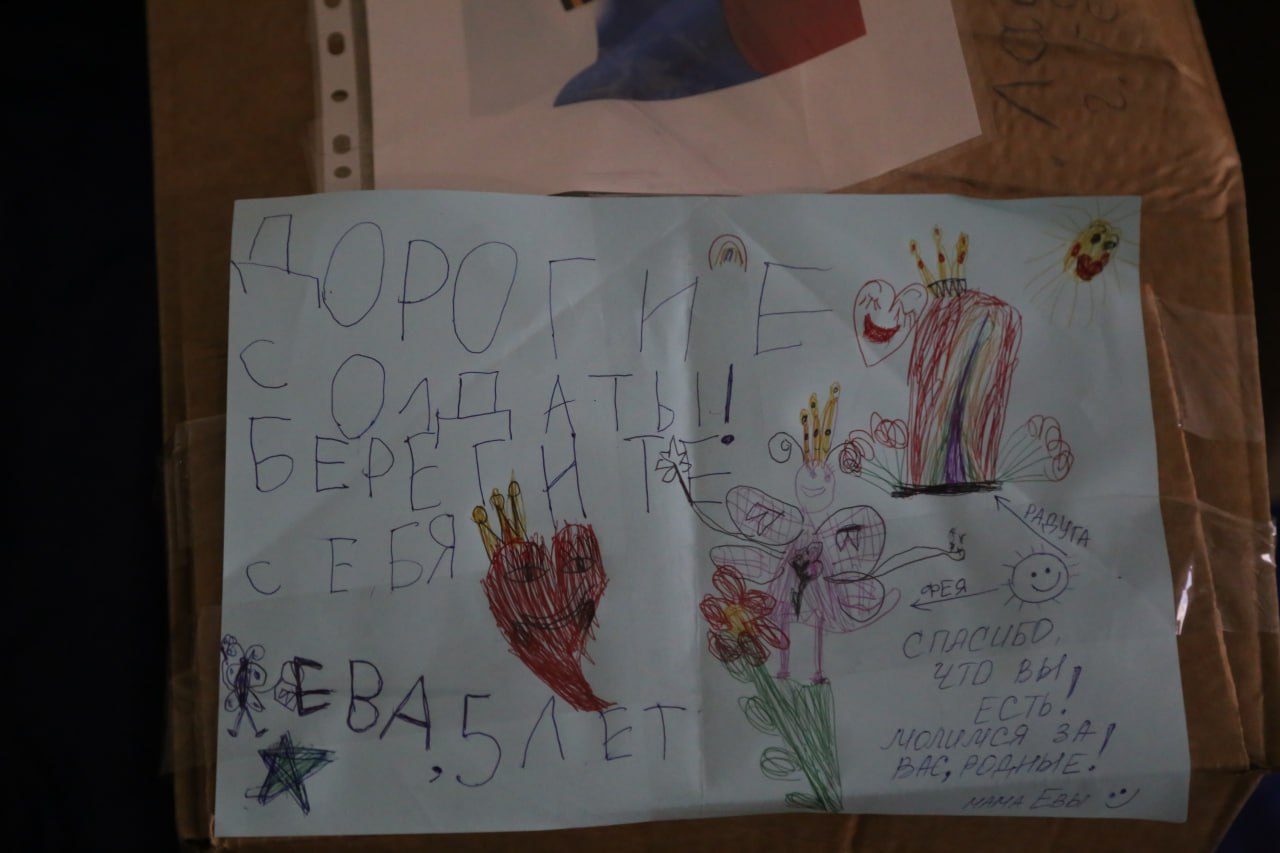 ДОРОГИЕ
СОЛДАТЫ!
БЕРЕГИТЕ
СЕБЯ
ЕВА, 5 ЛЕТ
РАДУГА
ФЕЯ
СПАСИБО,
ЧТО ВЫ
ЕСТЬ!
МОЛИМСЯ ЗА
ВАС, РОДНЫЕ!
МАМА ЕВЫ